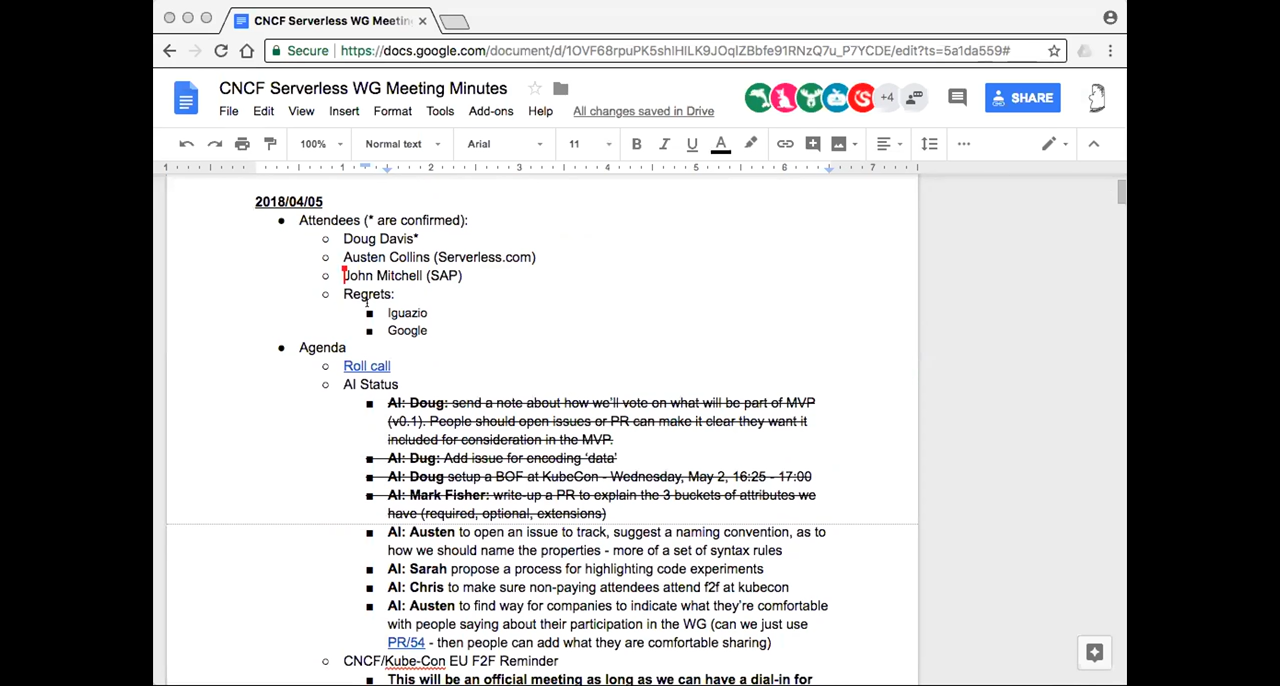 CNCF Serverless WG Meetin
Secure | https://docs.google.com/document/d/1OVF68rpuPK5shlHILK9JOqlZBbfe91RNzQ7u_P7YCDE/edit?ts=5a1da559#
CNCF Serverless WG Meeting Minutes
File Edit View Insert Format Tools Add-ons Help All changes saved in Drive
+4
SHARE
100% Normal text Arial 11 B I U A
1 1 2 3 4 5 6 7
2018/04/05
● Attendees (* are confirmed):
○ Doug Davis*
○ Austen Collins (Serverless.com)
○ John Mitchell (SAP)
○ Regrets:
■ Iguazio
■ Google
● Agenda
○ Roll call
○ AI Status
■ AI: Doug: send a note about how we'll vote on what will be part of MVP
(v0.1). People should open issues or PR can make it clear they want it
included for consideration in the MVP.
■ AI: Dug: Add issue for encoding 'data'
■ AI: Doug setup a BOF at KubeCon - Wednesday, May 2, 16:25 - 17:00
■ AI: Mark Fisher: write-up a PR to explain the 3 buckets of attributes we
have (required, optional, extensions)
■ AI: Austen to open an issue to track, suggest a naming convention, as to
how we should name the properties - more of a set of syntax rules
■ AI: Sarah propose a process for highlighting code experiments
■ AI: Chris to make sure non-paying attendees attend f2f at kubecon
■ AI: Austen to find way for companies to indicate what they're comfortable
with people saying about their participation in the WG (can we just use
PR/54 - then people can add what they are comfortable sharing)
○ CNCF/Kube-Con EU F2F Reminder
■ This will be an official meeting as long as we can have a dial-in for